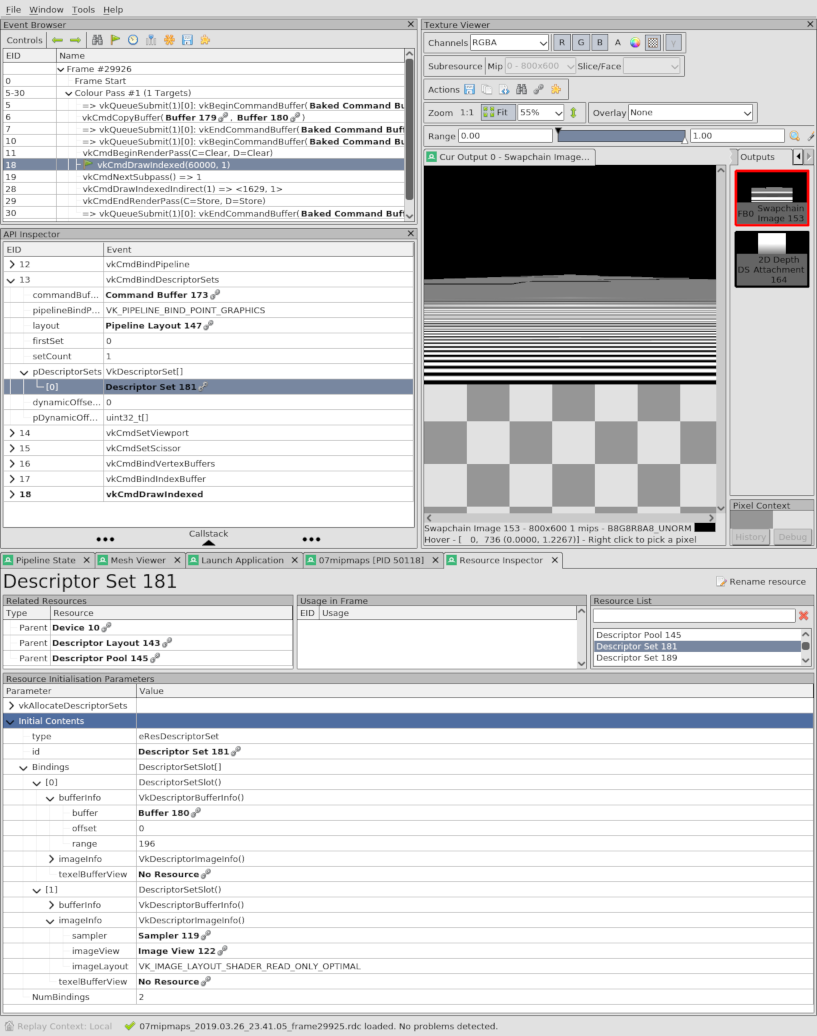 File Window Tools Help
Event Browser
Controls
EID Name
Frame #29926
0 Frame Start
5-30 Colour Pass #1 (1 Targets)
5 => vkQueueSubmit(1)[0]: vkBeginCommandBuffer( Baked Command Bu
6 vkCmdCopyBuffer( Buffer 179 , Buffer 180 )
7 => vkQueueSubmit(1)[0]: vkEndCommandBuffer( Baked Command Buf
10 => vkQueueSubmit(1)[0]: vkBeginCommandBuffer( Baked Command Bu
11 vkCmdBeginRenderPass(C=Clear, D=Clear)
18 vkCmdDrawIndexed(60000, 1)
19 vkCmdNextSubpass() => 1
28 vkCmdDrawIndexedIndirect(1) => <1629, 1>
29 vkCmdEndRenderPass(C=Store, D=Store)
30 => vkQueueSubmit(1)[0]: vkEndCommandBuffer( Baked Command Buf
API Inspector
EID Event
12 vkCmdBindPipeline
13 vkCmdBindDescriptorSets
commandBuf... Command Buffer 173
pipelineBindP... VK_PIPELINE_BIND_POINT_GRAPHICS
layout Pipeline Layout 147
firstSet 0
setCount 1
pDescriptorSets VkDescriptorSet[]
[0] Descriptor Set 181
dynamicOffse... 0
pDynamicOff... uint32_t[]
14 vkCmdSetViewport
15 vkCmdSetScissor
16 vkCmdBindVertexBuffers
17 vkCmdBindIndexBuffer
18 vkCmdDrawIndexed
Callstack
Texture Viewer
Channels RGBA R G B A γ
Subresource Mip 0 - 800x600 Slice/Face
Actions
Zoom 1:1 Fit 55% Overlay None
Range 0.00 1.00
Cur Output 0 - Swapchain Image...
Outputs
FB0 Swapchain Image 153
DS 2D Depth Attachment 164
Swapchain Image 153 - 800x600 1 mips - B8G8R8A8_UNORM
Hover - [ 0, 736 (0.0000, 1.2267)] - Right click to pick a pixel
Pixel Context
History Debug
Pipeline State Mesh Viewer Launch Application 07mipmaps [PID 50118] Resource Inspector
Descriptor Set 181
Rename resource
Related Resources
Type Resource
Parent Device 10
Parent Descriptor Layout 143
Parent Descriptor Pool 145
Usage in Frame
EID Usage
Resource List
Descriptor Pool 145
Descriptor Set 181
Descriptor Set 189
Resource Initialisation Parameters
Parameter Value
vkAllocateDescriptorSets
Initial Contents
type eResDescriptorSet
id Descriptor Set 181
Bindings DescriptorSetSlot[]
[0] DescriptorSetSlot()
bufferInfo VkDescriptorBufferInfo()
buffer Buffer 180
offset 0
range 196
imageInfo VkDescriptorImageInfo()
texelBufferView No Resource
[1] DescriptorSetSlot()
bufferInfo VkDescriptorBufferInfo()
imageInfo VkDescriptorImageInfo()
sampler Sampler 119
imageView Image View 122
imageLayout VK_IMAGE_LAYOUT_SHADER_READ_ONLY_OPTIMAL
texelBufferView No Resource
NumBindings 2
Replay Context: Local 07mipmaps_2019.03.26_23.41.05_frame29925.rdc loaded. No problems detected.